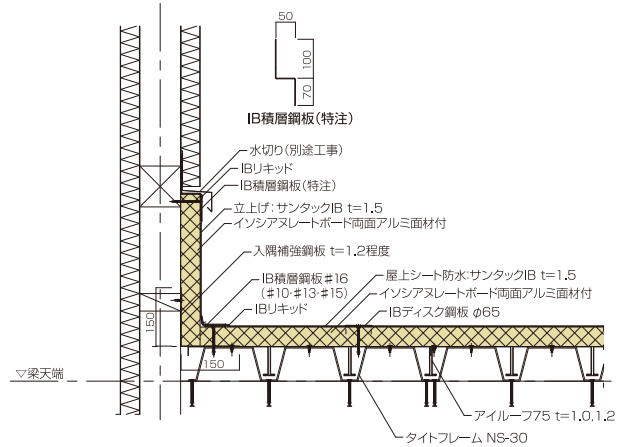 50
100
70
IB積層鋼板(特注)
水切り(別途工事)
IBリキッド
IB積層鋼板(特注)
立上げ:サンタックIB t=1.5
イソシアヌレートボード両面アルミ面材付
入隅補強鋼板 t=1.2程度
IB積層鋼板#16
(#10・#13・#15)
IBリキッド
屋上シート防水:サンタックIB t=1.5
イソシアヌレートボード両面アルミ面材付
IBディスク鋼板 φ65
150
150
▽梁天端
アイルーフ75 t=1.0,1.2
タイトフレーム NS-30